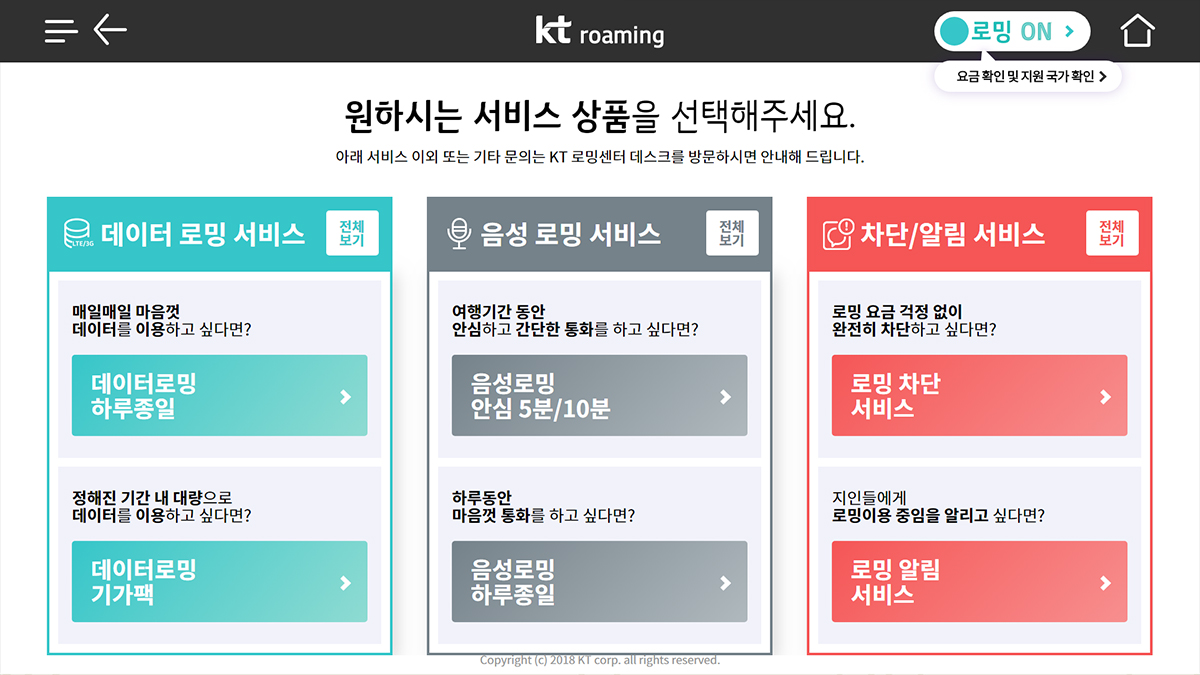 kt roaming
로밍 ON
요금 확인 및 지원 국가 확인
원하시는 서비스 상품을 선택해주세요.
아래 서비스 이외 또는 기타 문의는 KT 로밍센터 데스크를 방문하시면 안내해 드립니다.
LTE/3G
데이터 로밍 서비스
전체
보기
매일매일 마음껏
데이터를 이용하고 싶다면?
데이터로밍
하루종일
정해진 기간 내 대량으로
데이터를 이용하고 싶다면?
데이터로밍
기가팩
음성 로밍 서비스
전체
보기
여행기간 동안
안심하고 간단한 통화를 하고 싶다면?
음성로밍
안심 5분/10분
하루동안
마음껏 통화를 하고 싶다면?
음성로밍
하루종일
차단/알림 서비스
전체
보기
로밍 요금 걱정 없이
완전히 차단하고 싶다면?
로밍 차단
서비스
지인들에게
로밍이용 중임을 알리고 싶다면?
로밍 알림
서비스
Copyright (c) 2018 KT corp. all rights reserved.